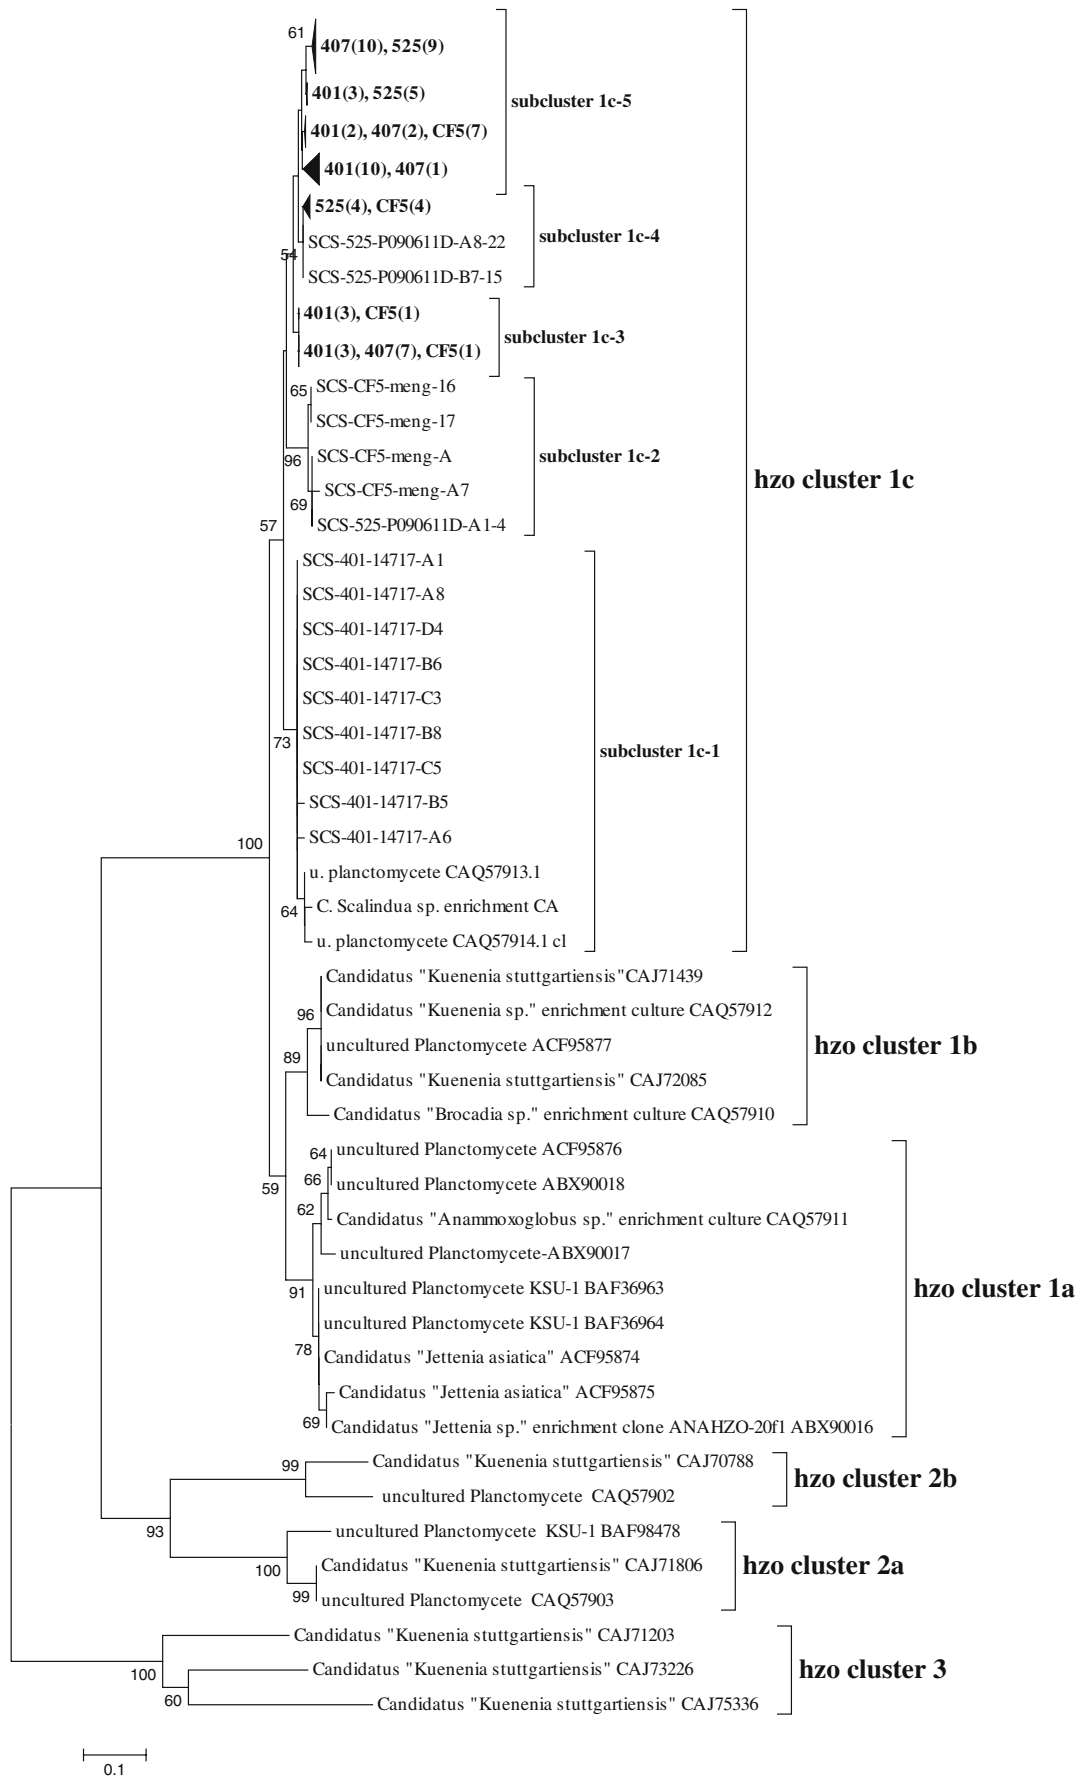 61
407(10), 525(9)
401(3), 525(5)
subcluster 1c-5
401(2), 407(2), CF5(7)
401(10), 407(1)
525(4), CF5(4)
SCS-525-P090611D-A8-22
subcluster 1c-4
54
SCS-525-P090611D-B7-15
401(3), CF5(1)
subcluster 1c-3
401(3), 407(7), CF5(1)
65
SCS-CF5-meng-16
SCS-CF5-meng-17
96
SCS-CF5-meng-A
subcluster 1c-2
hzo cluster 1c
SCS-CF5-meng-A7
69
SCS-525-P090611D-A1-4
57
SCS-401-14717-A1
SCS-401-14717-A8
SCS-401-14717-D4
SCS-401-14717-B6
SCS-401-14717-C3
SCS-401-14717-B8
73
subcluster 1c-1
SCS-401-14717-C5
SCS-401-14717-B5
SCS-401-14717-A6
100
u. planctomycete CAQ57913.1
64
C. Scalindua sp. enrichment CA
u. planctomycete CAQ57914.1 cl
Candidatus "Kuenenia stuttgartiensis"CAJ71439
96
Candidatus "Kuenenia sp." enrichment culture CAQ57912
uncultured Planctomycete ACF95877
hzo cluster 1b
89
Candidatus "Kuenenia stuttgartiensis" CAJ72085
Candidatus "Brocadia sp." enrichment culture CAQ57910
64
uncultured Planctomycete ACF95876
66
uncultured Planctomycete ABX90018
59
62
Candidatus "Anammoxoglobus sp." enrichment culture CAQ57911
uncultured Planctomycete-ABX90017
91
uncultured Planctomycete KSU-1 BAF36963
hzo cluster 1a
uncultured Planctomycete KSU-1 BAF36964
78
Candidatus "Jettenia asiatica" ACF95874
Candidatus "Jettenia asiatica" ACF95875
69
Candidatus "Jettenia sp." enrichment clone ANAHZO-20f1 ABX90016
99
Candidatus "Kuenenia stuttgartiensis" CAJ70788
hzo cluster 2b
uncultured Planctomycete CAQ57902
93
uncultured Planctomycete KSU-1 BAF98478
100
Candidatus "Kuenenia stuttgartiensis" CAJ71806
hzo cluster 2a
99
uncultured Planctomycete CAQ57903
Candidatus "Kuenenia stuttgartiensis" CAJ71203
100
Candidatus "Kuenenia stuttgartiensis" CAJ73226
hzo cluster 3
60
Candidatus "Kuenenia stuttgartiensis" CAJ75336
0.1